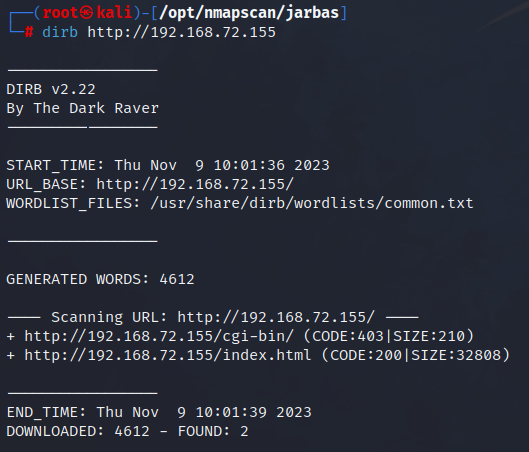 ┌──(root㉿kali)-[/opt/nmapscan/jarbas]
└─# dirb http://192.168.72.155
-----------------
DIRB v2.22
By The Dark Raver
-----------------
START_TIME: Thu Nov  9 10:01:36 2023
URL_BASE: http://192.168.72.155/
WORDLIST_FILES: /usr/share/dirb/wordlists/common.txt
-----------------
GENERATED WORDS: 4612
---- Scanning URL: http://192.168.72.155/ ----
+ http://192.168.72.155/cgi-bin/ (CODE:403|SIZE:210)
+ http://192.168.72.155/index.html (CODE:200|SIZE:32808)
-----------------
END_TIME: Thu Nov  9 10:01:39 2023
DOWNLOADED: 4612 - FOUND: 2